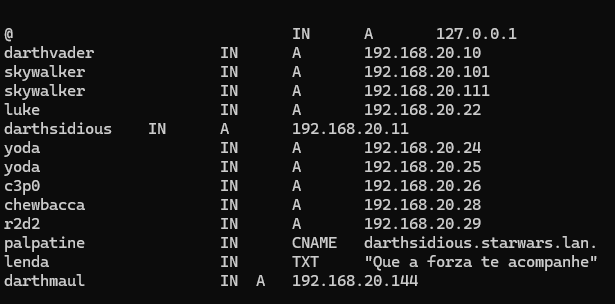 @ IN A 127.0.0.1
darthvader IN A 192.168.20.10
skywalker IN A 192.168.20.101
skywalker IN A 192.168.20.111
luke IN A 192.168.20.22
darthsidious IN A 192.168.20.11
yoda IN A 192.168.20.24
yoda IN A 192.168.20.25
c3p0 IN A 192.168.20.26
chewbacca IN A 192.168.20.28
r2d2 IN A 192.168.20.29
palpatine IN CNAME darthsidious.starwars.lan.
lenda IN TXT "Que a forza te acompanhe"
darthmaul IN A 192.168.20.144